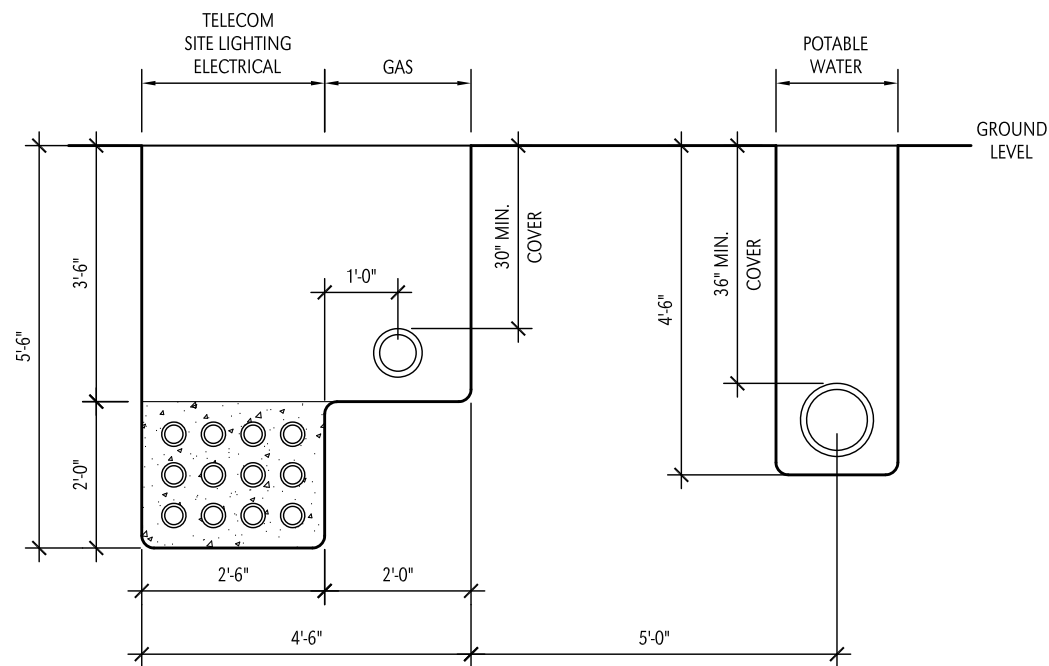 TELECOM
SITE LIGHTING
ELECTRICAL
GAS
POTABLE
WATER
GROUND
LEVEL
30" MIN.
COVER
36" MIN.
COVER
3'-6"
1'-0"
4'-6"
5'-6"
2'-0"
2'-6"
2'-0"
4'-6"
5'-0"